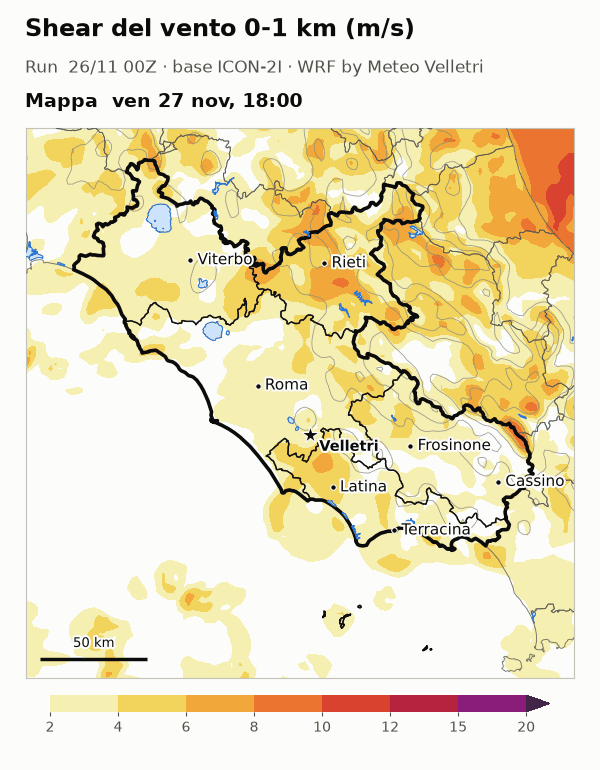 Shear del vento 0-1 km (m/s)
Run  26/11 00Z · base ICON-2I · WRF by Meteo Velletri
Mappa  ven 27 nov, 18:00
Viterbo
Rieti
Roma
Velletri
Frosinone
Latina
Cassino
Terracina
50 km
2 4 6 8 10 12 15 20